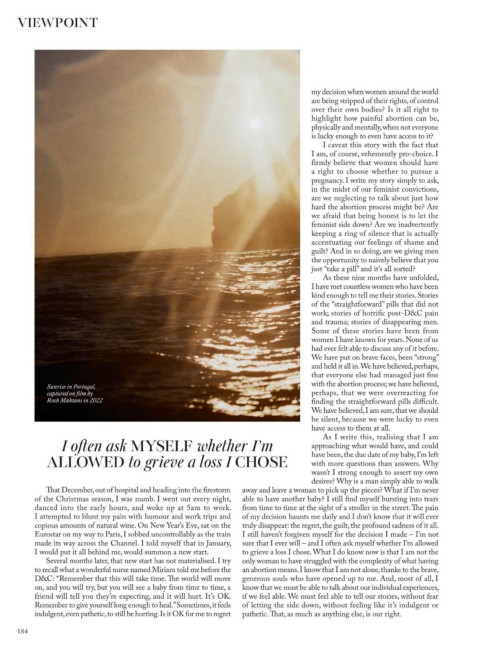 VIEWPOINT
Sunrise in Portugal,
captured on film by
Rosh Mahtani in 2022
I often ask MYSELF whether I'm
ALLOWED to grieve a loss I CHOSE
That December, out of hospital and heading into the firestorm
of the Christmas season, I was numb. I went out every night,
danced into the early hours, and woke up at 5am to work.
I attempted to blunt my pain with humour and work trips and
copious amounts of natural wine. On New Year's Eve, sat on the
Eurostar on my way to Paris, I sobbed uncontrollably as the train
made its way across the Channel. I told myself that in January,
I would put it all behind me, would summon a new start.
Several months later, that new start has not materialised. I try
to recall what a wonderful nurse named Miriam told me before the
D&C: "Remember that this will take time. The world will move
on, and you will try, but you will see a baby from time to time, a
friend will tell you they're expecting, and it will hurt. It's OK.
Remember to give yourself long enough to heal." Sometimes, it feels
indulgent, even pathetic, to still be hurting. Is it OK for me to regret
my decision when women around the world
are being stripped of their rights, of control
over their own bodies? Is it all right to
highlight how painful abortion can be,
physically and mentally, when not everyone
is lucky enough to even have access to it?
I caveat this story with the fact that
I am, of course, vehemently pro-choice. I
firmly believe that women should have
a right to choose whether to pursue a
pregnancy. I write my story simply to ask,
in the midst of our feminist convictions,
are we neglecting to talk about just how
hard the abortion process might be? Are
we afraid that being honest is to let the
feminist side down? Are we inadvertently
keeping a ring of silence that is actually
accentuating our feelings of shame and
guilt? And in so doing, are we giving men
the opportunity to naively believe that you
just "take a pill" and it's all sorted?
As these nine months have unfolded,
I have met countless women who have been
kind enough to tell me their stories. Stories
of the "straightforward" pills that did not
work; stories of horrific post-D&C pain
and trauma; stories of disappearing men.
Some of these stories have been from
women I have known for years. None of us
had ever felt able to discuss any of it before.
We have put on brave faces, been "strong"
and held it all in. We have believed, perhaps,
that everyone else had managed just fine
with the abortion process; we have believed,
perhaps, that we were overreacting for
finding the straightforward pills difficult.
We have believed, I am sure, that we should
be silent, because we were lucky to even
have access to them at all.
As I write this, realising that I am
approaching what would have, and could
have been, the due date of my baby, I'm left
with more questions than answers. Why
wasn't I strong enough to assert my own
desires? Why is a man simply able to walk
away and leave a woman to pick up the pieces? What if I'm never
able to have another baby? I still find myself bursting into tears
from time to time at the sight of a stroller in the street. The pain
of my decision haunts me daily and I don't know that it will ever
truly disappear: the regret, the guilt, the profound sadness of it all.
I still haven't forgiven myself for the decision I made – I'm not
sure that I ever will – and I often ask myself whether I'm allowed
to grieve a loss I chose. What I do know now is that I am not the
only woman to have struggled with the complexity of what having
an abortion means. I know that I am not alone, thanks to the brave,
generous souls who have opened up to me. And, most of all, I
know that we must be able to talk about our individual experiences,
if we feel able. We must feel able to tell our stories, without fear
of letting the side down, without feeling like it's indulgent or
pathetic. That, as much as anything else, is our right.
184